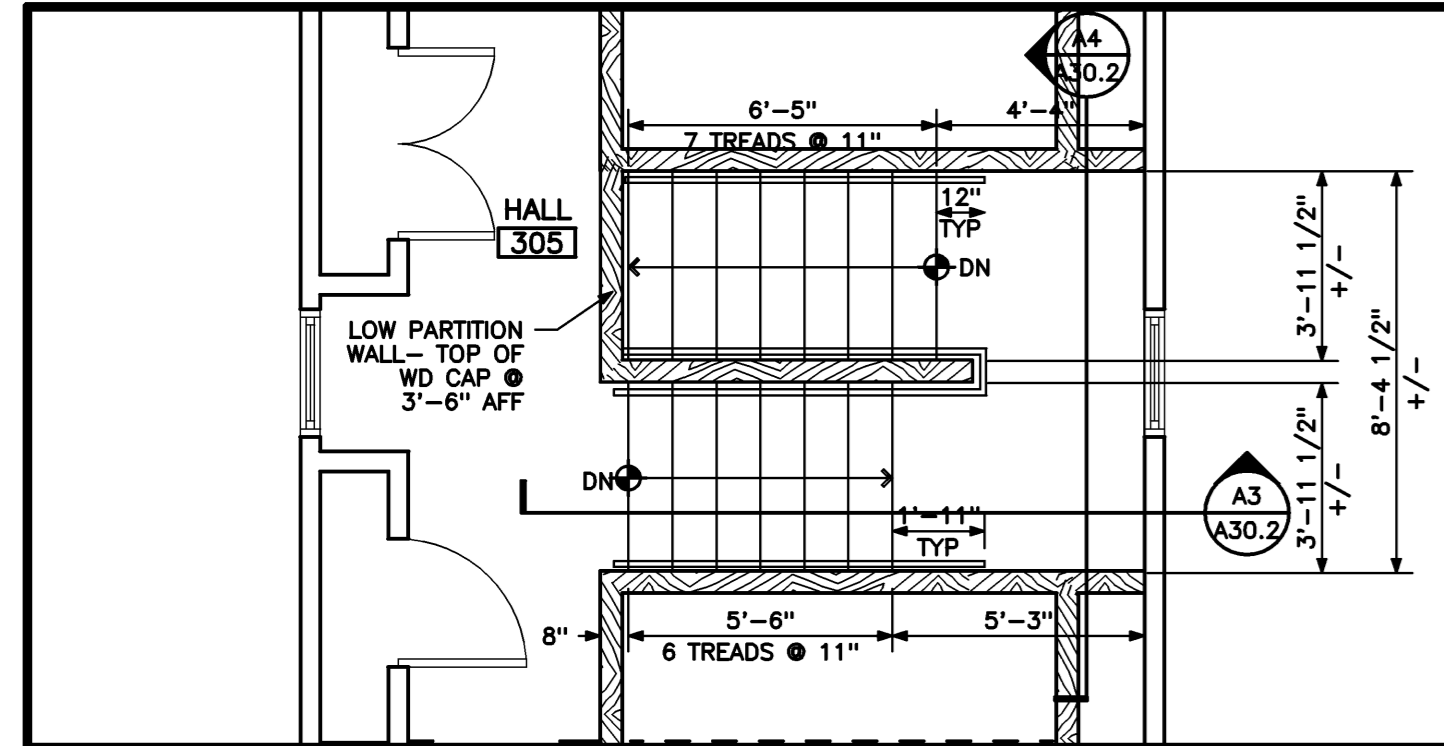 A4
A30.2
6'-5"
4'-4"
7 TREADS @ 11"
12"
TYP
HALL
305
DN
3'-11 1/2"
+/-
LOW PARTITION
WALL- TOP OF
WD CAP @
3'-6" AFF
8'-4 1/2"
+/-
DN
3'-11 1/2"
+/-
A3
A30.2
1'-11"
TYP
8"
5'-6"
5'-3"
6 TREADS @ 11"